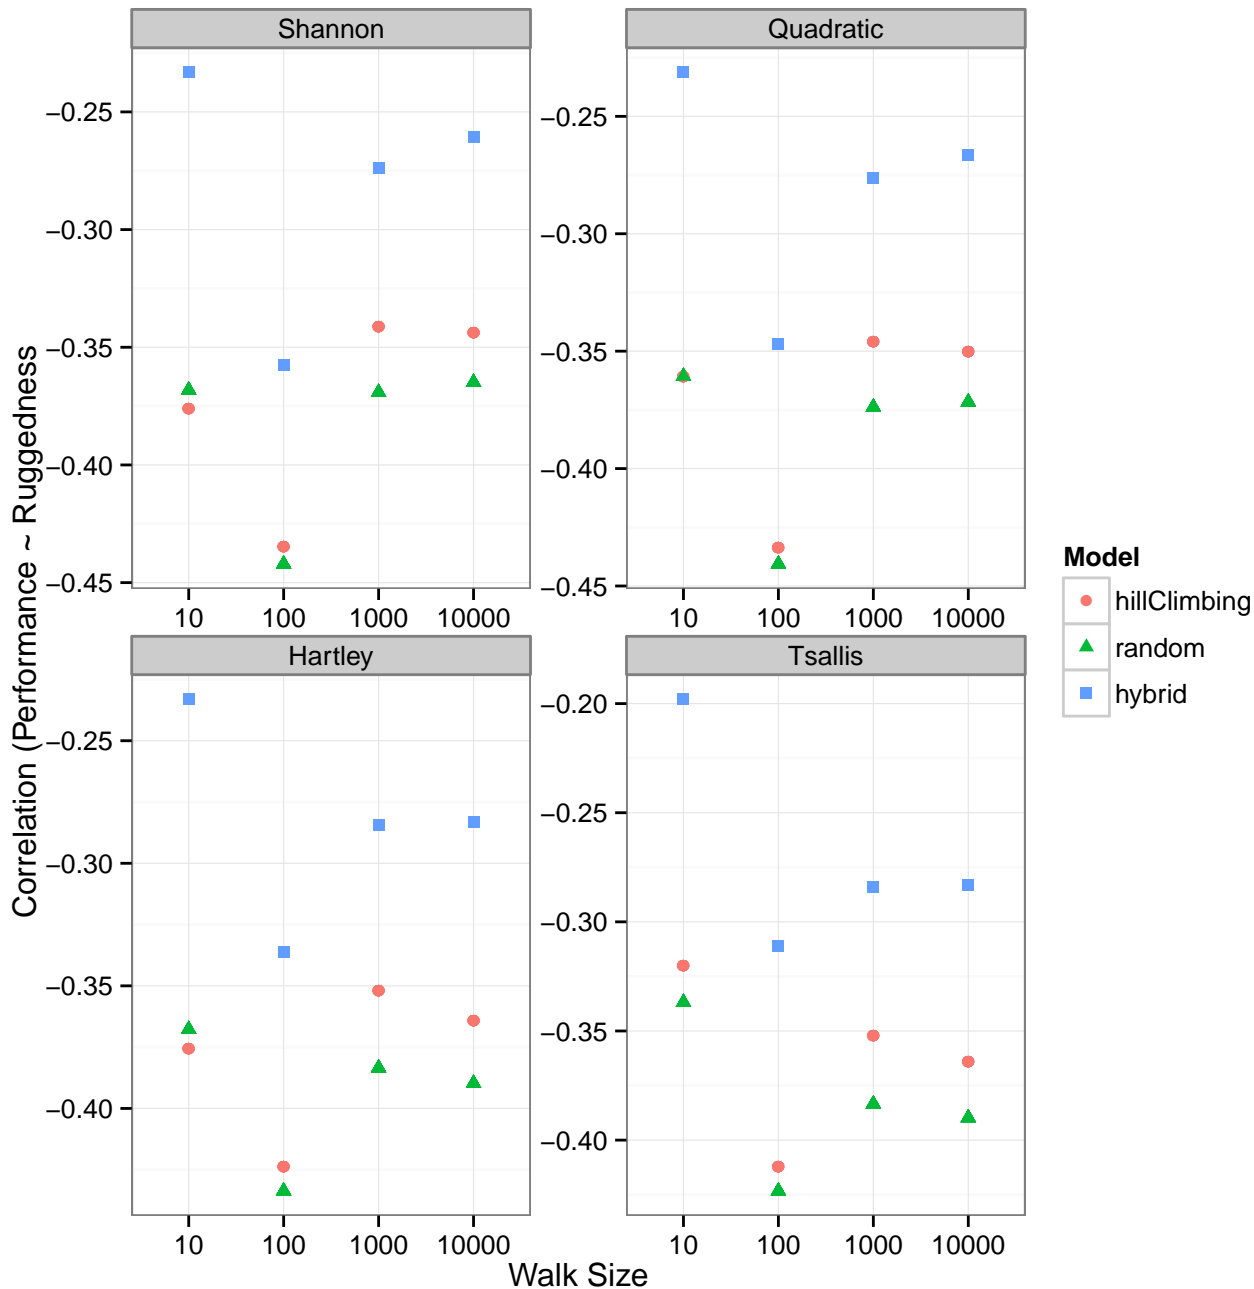 Shannon
Quadratic
−0.25
−0.30
−0.35
−0.40
−0.45
−0.25
−0.30
−0.35
−0.40
−0.45
10 100 1000 10000
10 100 1000 10000
Hartley
Tsallis
−0.25
−0.30
−0.35
−0.40
−0.20
−0.25
−0.30
−0.35
−0.40
10 100 1000 10000
10 100 1000 10000
Walk Size
Correlation (Performance ~ Ruggedness
Model
hillClimbing
random
hybrid